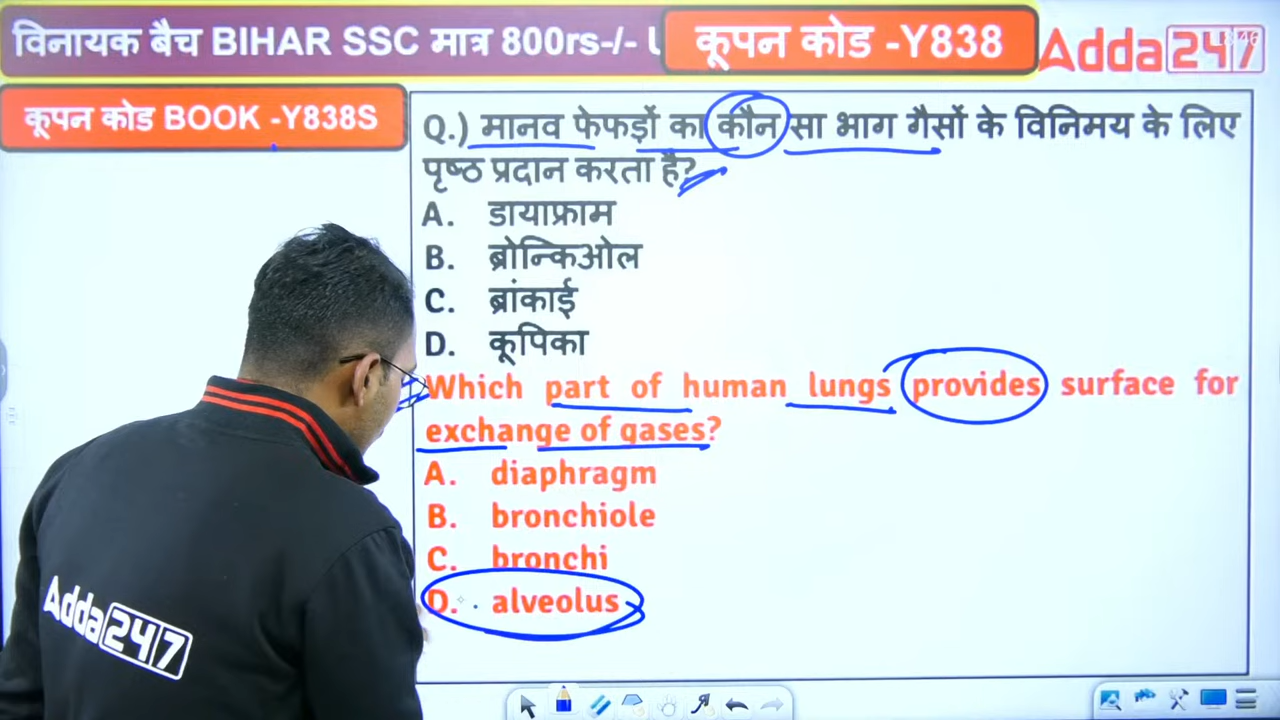 विनायक बैच BIHAR SSC मात्र 800rs-/-
कूपन कोड -Y838
Adda247
कूपन कोड BOOK -Y838S
Q.) मानव फेफड़ों का कौन सा भाग गैसों के विनिमय के लिए
पृष्ठ प्रदान करता है?
A. डायाफ्राम
B. ब्रोन्किओल
C. ब्रांकाई
D. कूपिका
Which part of human lungs provides surface for
exchange of gases?
A. diaphragm
B. bronchiole
C. bronchi
D. alveolus
Adda247